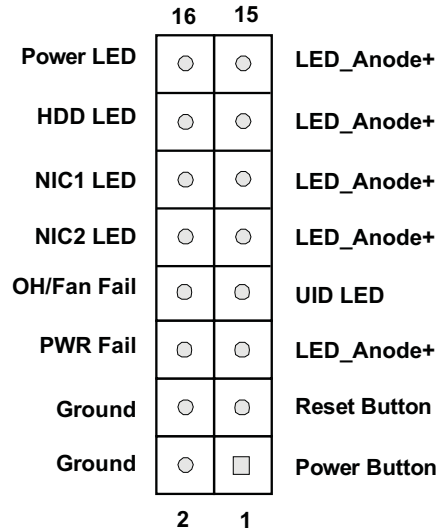 16 15
Power LED LED_Anode+
HDD LED LED_Anode+
NIC1 LED LED_Anode+
NIC2 LED LED_Anode+
OH/Fan Fail UID LED
PWR Fail LED_Anode+
Ground Reset Button
Ground Power Button
2 1